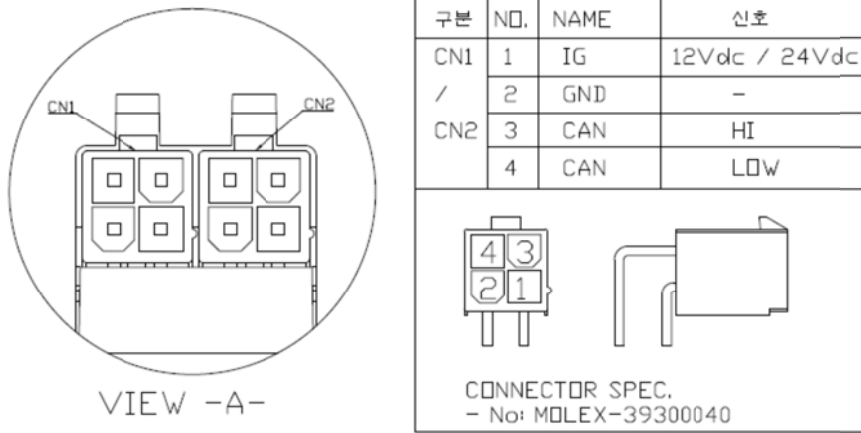 CN1
CN2
VIEW -A-
구분 NO. NAME 신호
CN1 1 IG 12Vdc / 24Vdc
/ 2 GND -
CN2 3 CAN HI
4 CAN LOW
4 3
2 1
CONNECTOR SPEC.
- No: MOLEX-39300040